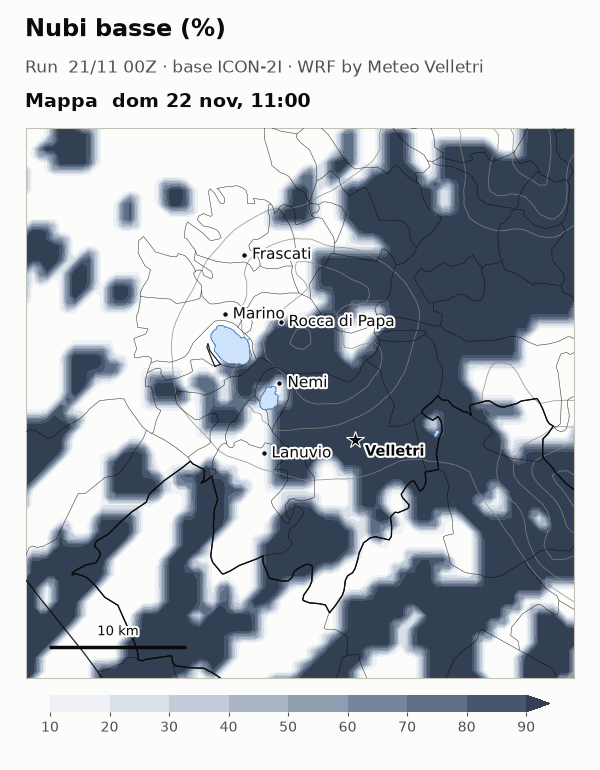 Nubi basse (%)
Run  21/11 00Z · base ICON-2I · WRF by Meteo Velletri
Mappa  dom 22 nov, 11:00
Frascati
Marino
Rocca di Papa
Nemi
Velletri
Lanuvio
10 km
10 20 30 40 50 60 70 80 90